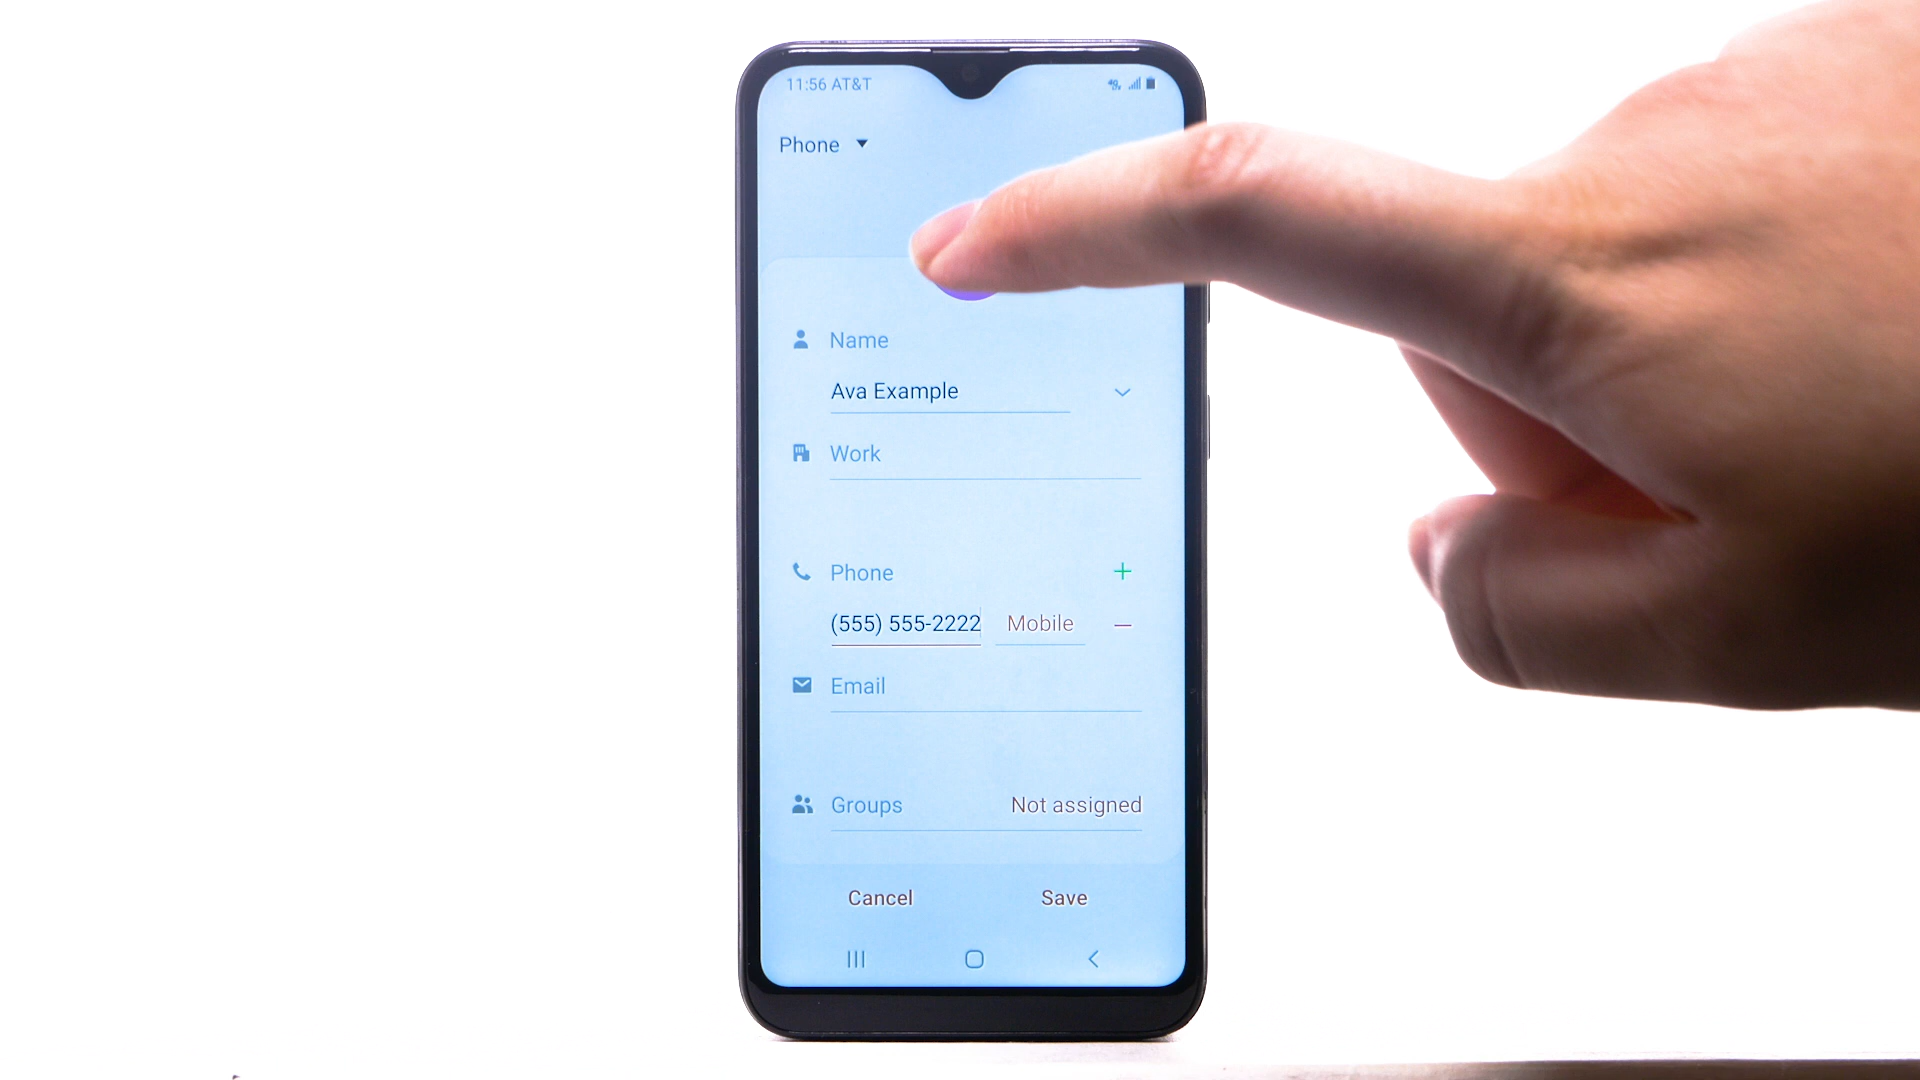 11:56 AT&T
Phone
Name
Ava Example
Work
Phone
(555) 555-2222 Mobile
Email
Groups Not assigned
Cancel Save